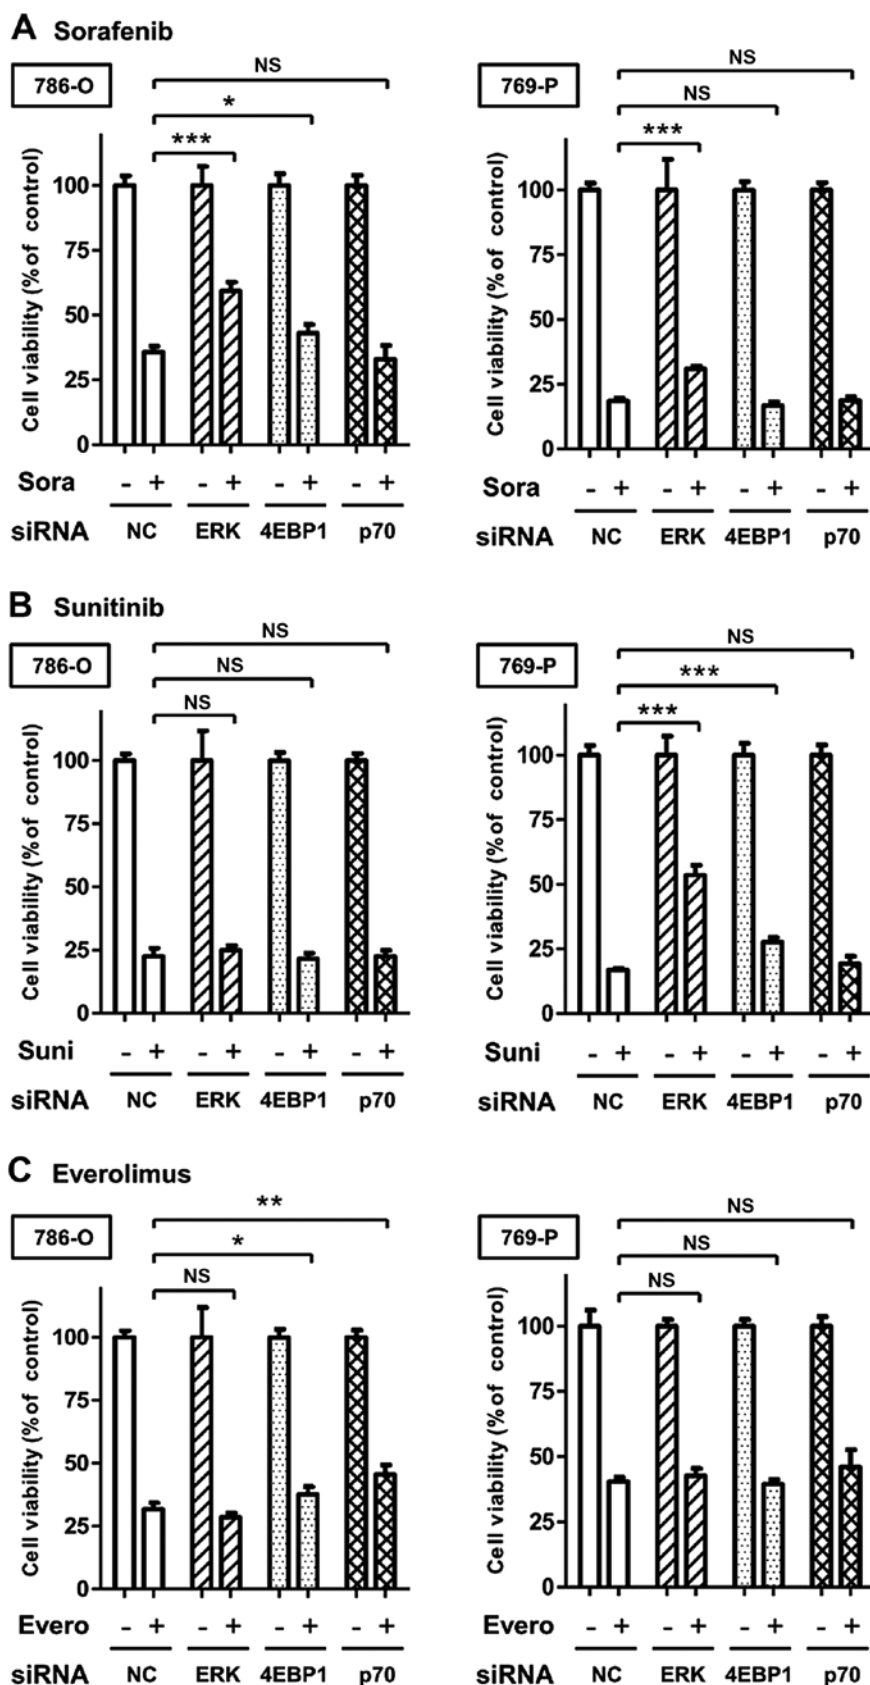 A Sorafenib
786-O
NS
*
***
Cell viability (% of control)
100
75
50
25
0
Sora - + - + - + - +
siRNA NC ERK 4EBP1 p70
769-P
NS
NS
***
Cell viability (% of control)
100
75
50
25
0
Sora - + - + - + - +
siRNA NC ERK 4EBP1 p70
B Sunitinib
786-O
NS
NS
NS
Cell viability (% of control)
100
75
50
25
0
Suni - + - + - + - +
siRNA NC ERK 4EBP1 p70
769-P
NS
***
***
Cell viability (% of control)
100
75
50
25
0
Suni - + - + - + - +
siRNA NC ERK 4EBP1 p70
C Everolimus
786-O
**
*
NS
Cell viability (% of control)
100
75
50
25
0
Evero - + - + - + - +
siRNA NC ERK 4EBP1 p70
769-P
NS
NS
NS
Cell viability (% of control)
100
75
50
25
0
Evero - + - + - + - +
siRNA NC ERK 4EBP1 p70